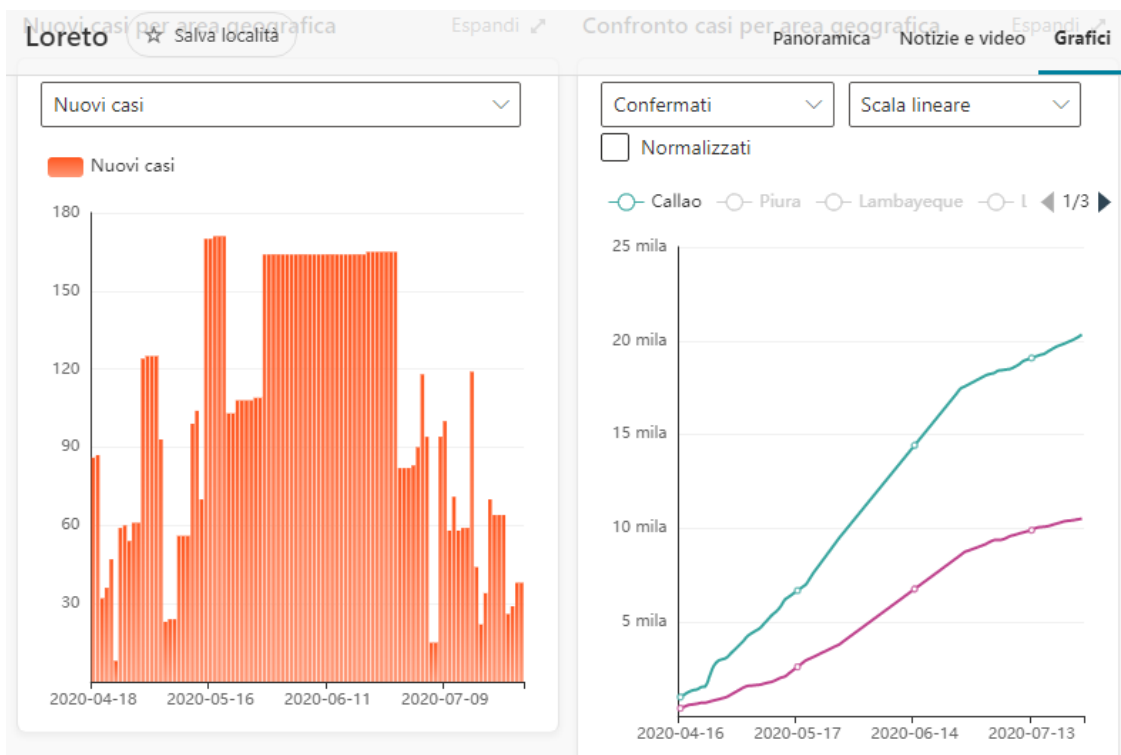 Nuovi casi per area geografica
Espandi
Confronto casi per area geografica
Espandi
Loreto
Salva località
Panoramica
Notizie e video
Grafici
Nuovi casi
Confermati
Scala lineare
Normalizzati
Nuovi casi
Callao
Piura
Lambayeque
L
1/3
180
150
120
90
60
30
2020-04-18
2020-05-16
2020-06-11
2020-07-09
25 mila
20 mila
15 mila
10 mila
5 mila
2020-04-16
2020-05-17
2020-06-14
2020-07-13